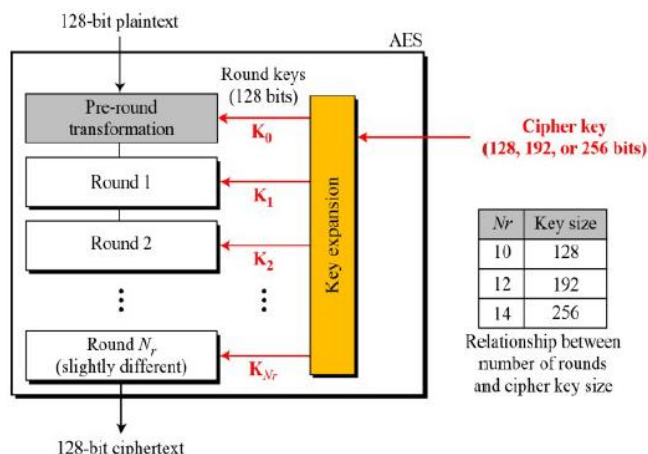 128-bit plaintext
AES
Round keys
(128 bits)
Pre-round
transformation
K0
Cipher key
(128, 192, or 256 bits)
Round 1
K1
Round 2
K2
Key expansion
Round Nr
(slightly different)
KNr
128-bit ciphertext
Nr Key size
10 128
12 192
14 256
Relationship between
number of rounds
and cipher key size